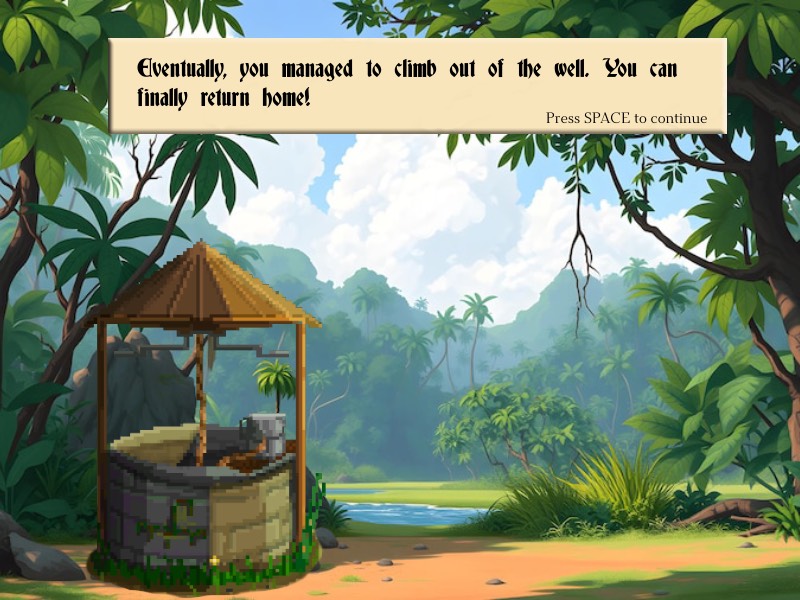 Eventually, you managed to climb out of the well. You can
finally return home!
Press SPACE to continue